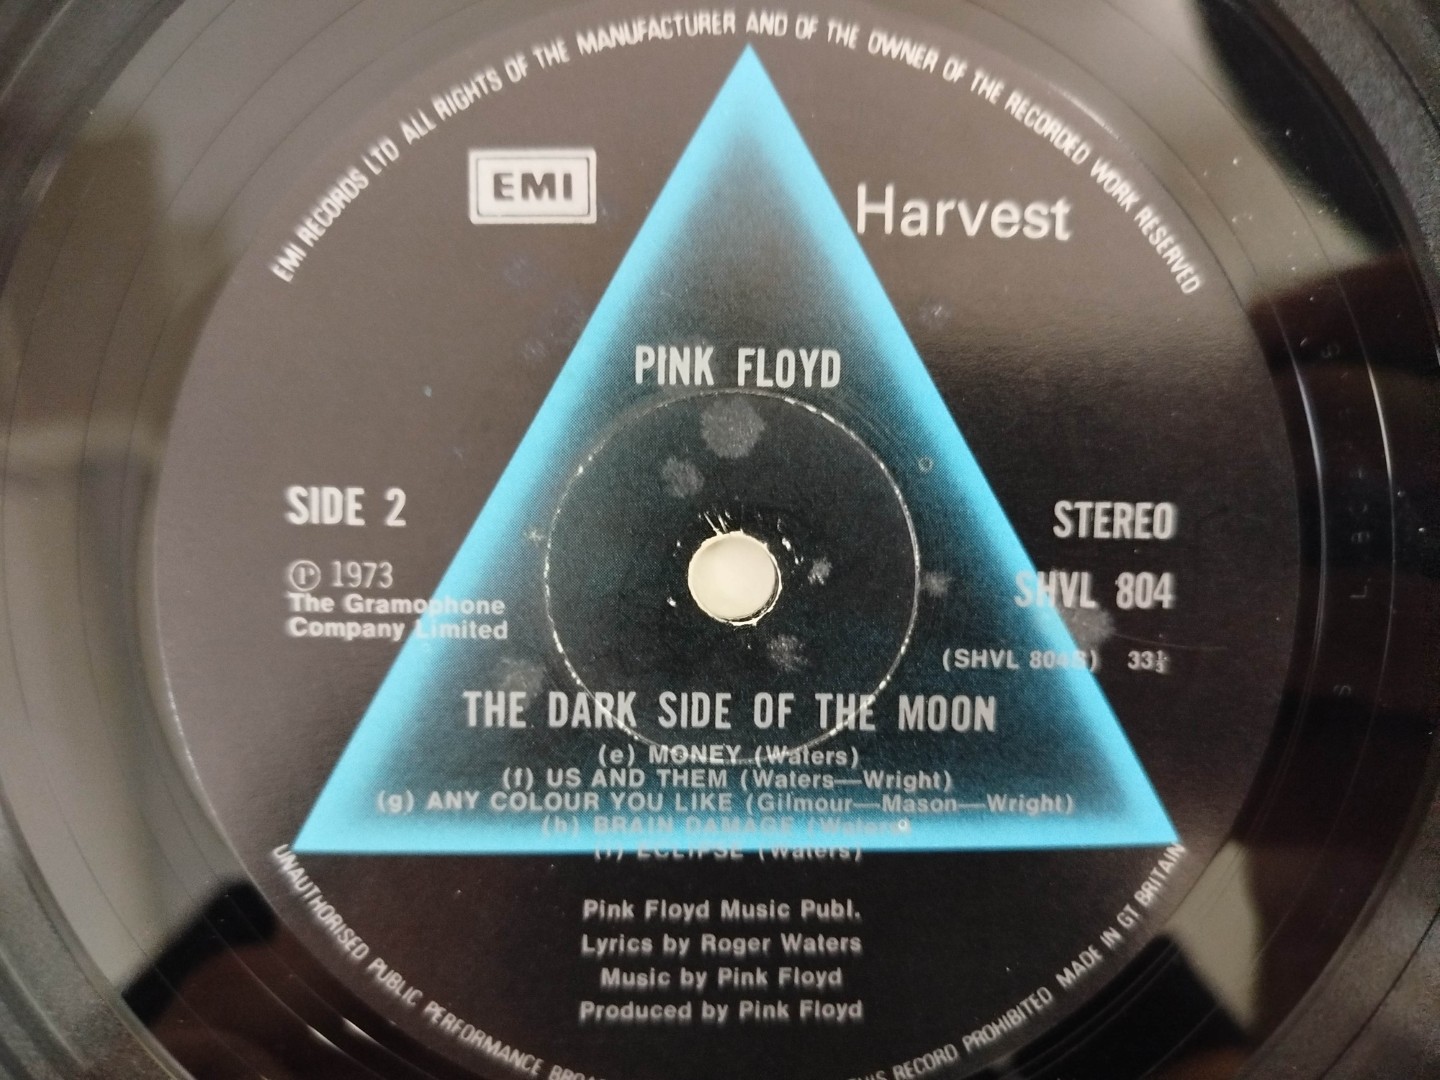 EMI RECORDS LTD ALL RIGHTS OF THE MANUFACTURER AND OF THE OWNER OF THE RECORDED WORK RESERVED
EMI
Harvest
PINK FLOYD
SIDE 2
STEREO
Ⓟ 1973
The Gramophone
Company Limited
SHVL 804
(SHVL 804B) 33⅓
THE DARK SIDE OF THE MOON
(e) MONEY (Waters)
(f) US AND THEM (Waters—Wright)
(g) ANY COLOUR YOU LIKE (Gilmour—Mason—Wright)
(h) BRAIN DAMAGE (Waters)
(i) ECLIPSE (Waters)
Pink Floyd Music Publ.
Lyrics by Roger Waters
Music by Pink Floyd
Produced by Pink Floyd
UNAUTHORISED PUBLIC PERFORMANCE
RECORD PROHIBITED MADE IN GT BRITAIN